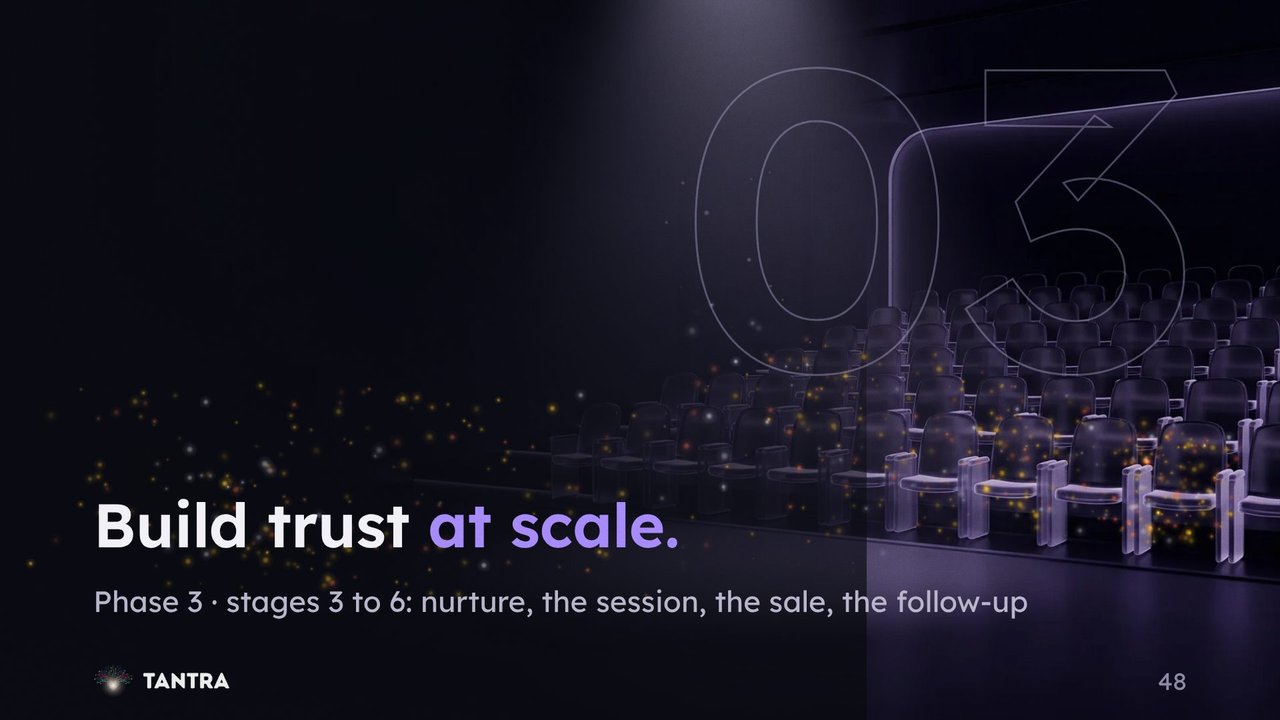 03
Build trust at scale.
Phase 3 · stages 3 to 6: nurture, the session, the sale, the follow-up
TANTRA
48